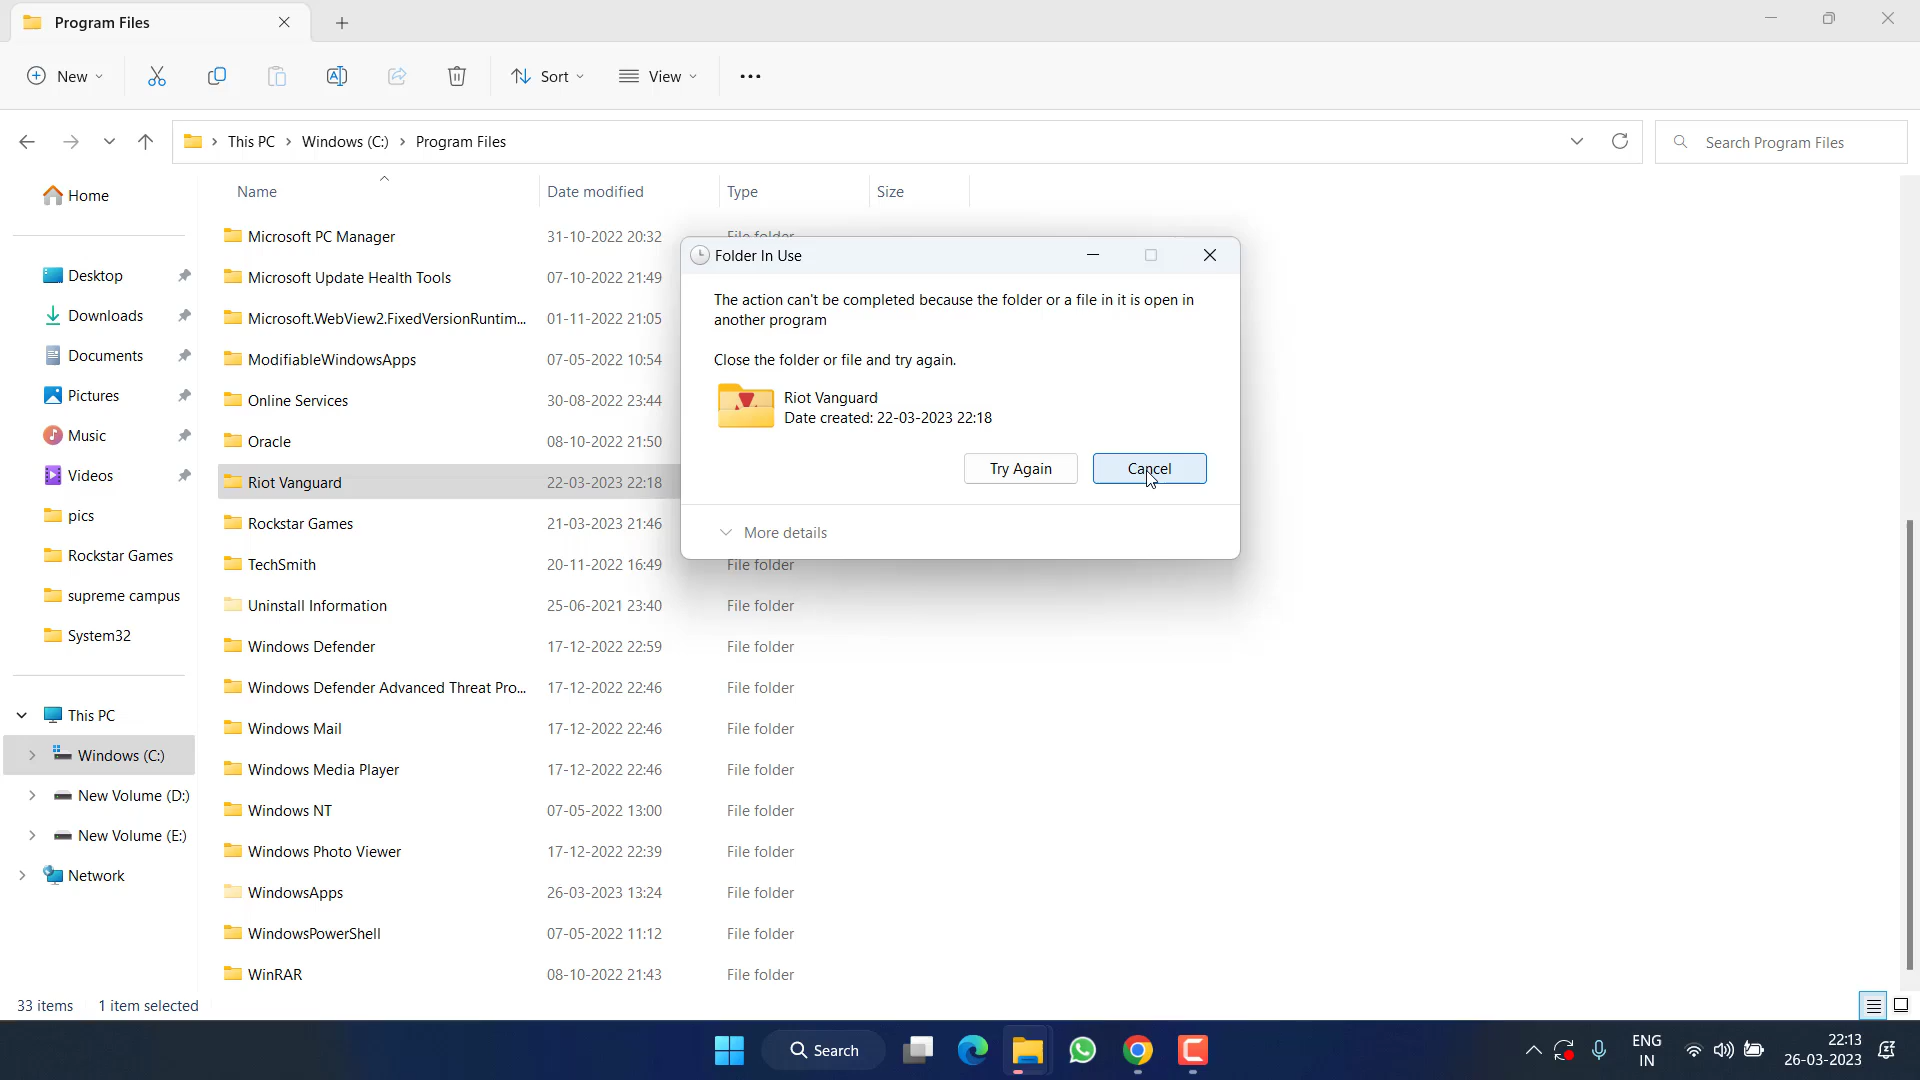 Program Files
New
Sort
View
This PC > Windows (C:) > Program Files
Search Program Files
Home
Desktop
Downloads
Documents
Pictures
Music
Videos
pics
Rockstar Games
supreme campus
System32
This PC
Windows (C:)
New Volume (D:)
New Volume (E:)
Network
Name Date modified Type Size
Microsoft PC Manager 31-10-2022 20:32 File folder
Microsoft Update Health Tools 07-10-2022 21:49
Microsoft.WebView2.FixedVersionRuntim... 01-11-2022 21:05
ModifiableWindowsApps 07-05-2022 10:54
Online Services 30-08-2022 23:44
Oracle 08-10-2022 21:50
Riot Vanguard 22-03-2023 22:18
Rockstar Games 21-03-2023 21:46
TechSmith 20-11-2022 16:49 File folder
Uninstall Information 25-06-2021 23:40 File folder
Windows Defender 17-12-2022 22:59 File folder
Windows Defender Advanced Threat Pro... 17-12-2022 22:46 File folder
Windows Mail 17-12-2022 22:46 File folder
Windows Media Player 17-12-2022 22:46 File folder
Windows NT 07-05-2022 13:00 File folder
Windows Photo Viewer 17-12-2022 22:39 File folder
WindowsApps 26-03-2023 13:24 File folder
WindowsPowerShell 07-05-2022 11:12 File folder
WinRAR 08-10-2022 21:43 File folder
Folder In Use
The action can't be completed because the folder or a file in it is open in
another program
Close the folder or file and try again.
Riot Vanguard
Date created: 22-03-2023 22:18
Try Again
Cancel
More details
33 items 1 item selected
Search
ENG
IN
22:13
26-03-2023